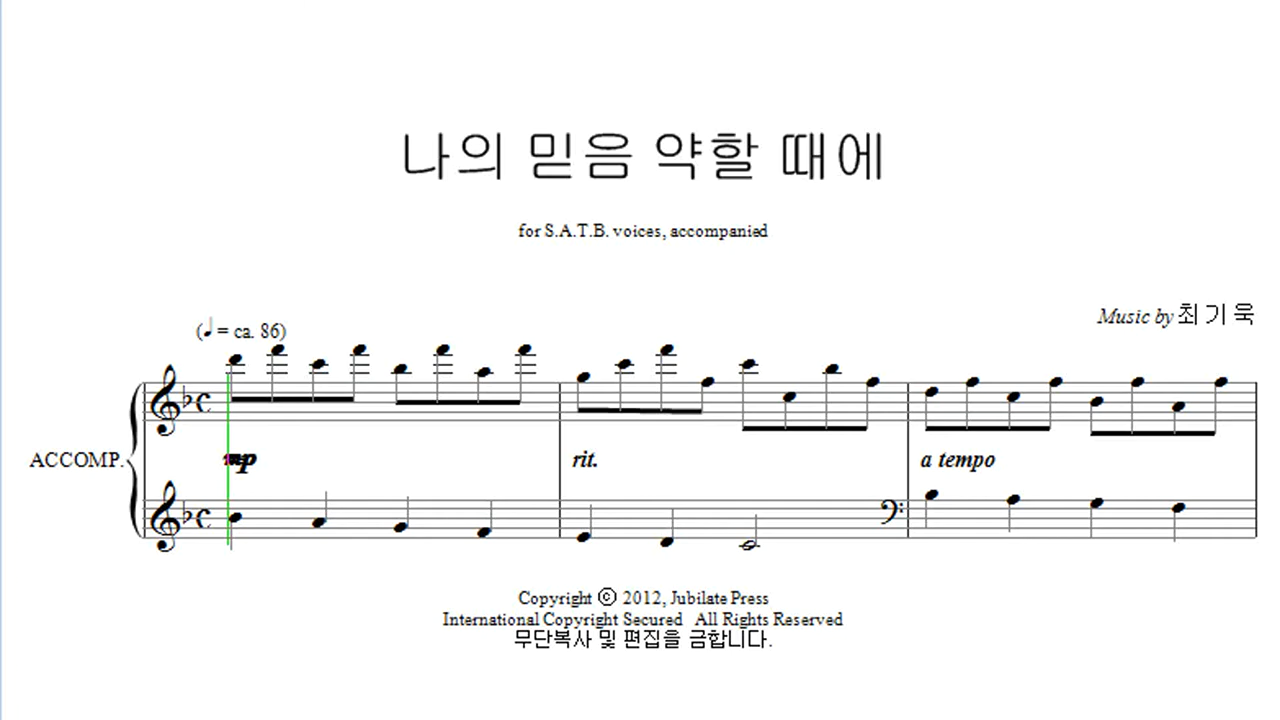 나의 믿음 약할 때에
for S.A.T.B. voices, accompanied
Music by 최 기 욱
(♩ = ca. 86)
ACCOMP.
mp
rit.
a tempo
Copyright © 2012, Jubilate Press
International Copyright Secured All Rights Reserved
무단복사 및 편집을 금합니다.